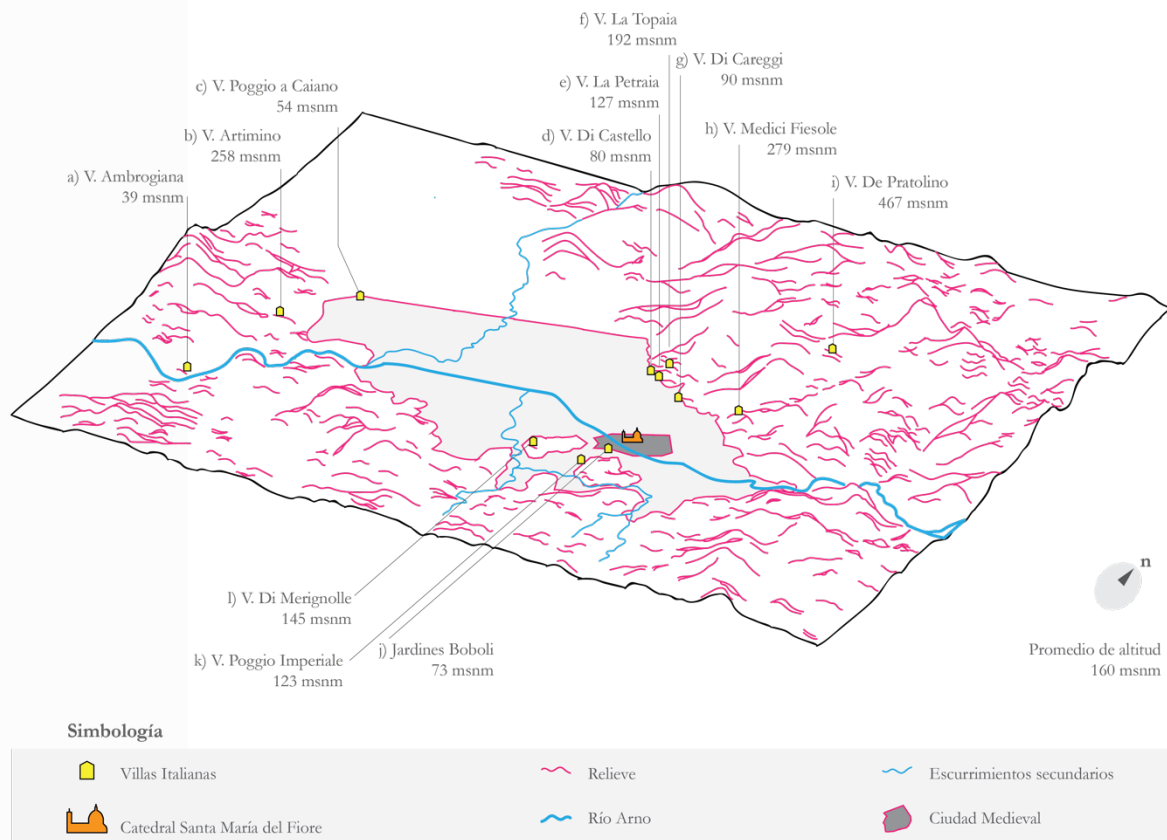 f) V. La Topaia
192 msnm
g) V. Di Careggi
90 msnm
e) V. La Petraia
127 msnm
c) V. Poggio a Caiano
54 msnm
d) V. Di Castello
80 msnm
h) V. Medici Fiesole
279 msnm
b) V. Artimino
258 msnm
a) V. Ambrogiana
39 msnm
i) V. De Pratolino
467 msnm
n
l) V. Di Merignolle
145 msnm
j) Jardines Boboli
73 msnm
k) V. Poggio Imperiale
123 msnm
Promedio de altitud
160 msnm
Simbología
Villas Italianas
Relieve
Escurrimientos secundarios
Catedral Santa María del Fiore
Río Arno
Ciudad Medieval